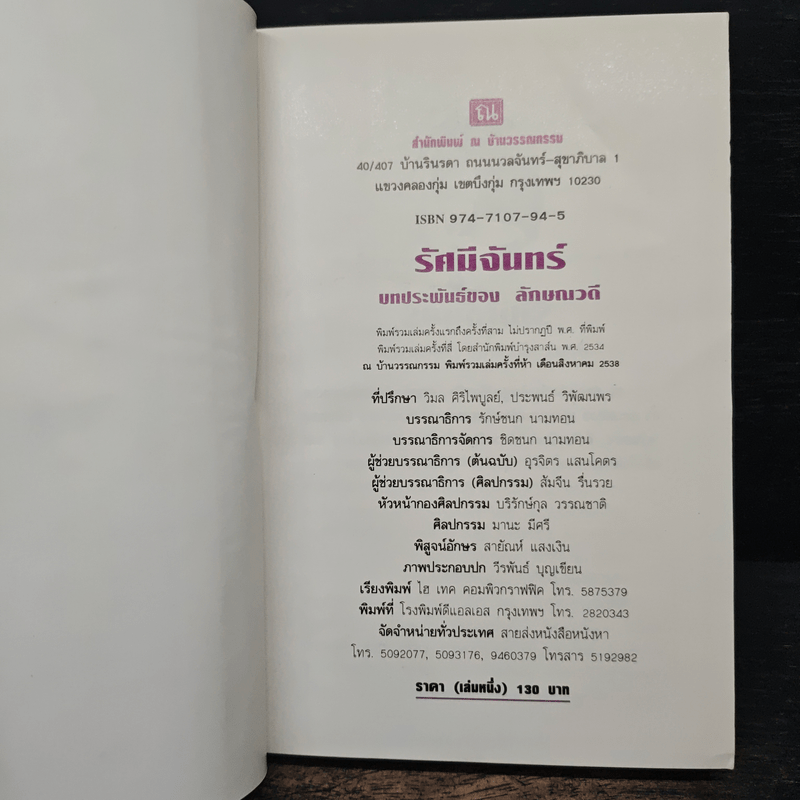 ณ
สำนักพิมพ์ ณ บ้านวรรณกรรม
40/407 บ้านรินรดา ถนนนวลจันทร์-สุขาภิบาล 1
แขวงคลองกุ่ม เขตบึงกุ่ม กรุงเทพฯ 10230
ISBN 974-7107-94-5
รัศมีจันทร์
บทประพันธ์ของ ลักษณวดี
พิมพ์รวมเล่มครั้งแรกถึงครั้งที่สาม ไม่ปรากฏปี พ.ศ. ที่พิมพ์
พิมพ์รวมเล่มครั้งที่สี่ โดยสำนักพิมพ์บำรุงสาส์น พ.ศ. 2534
ณ บ้านวรรณกรรม พิมพ์รวมเล่มครั้งที่ห้า เดือนสิงหาคม 2538
ที่ปรึกษา วิมล ศิริไพบูลย์, ประพนธ์ วิพัฒนพร
บรรณาธิการ รักษ์ชนก นามทอน
บรรณาธิการจัดการ ชิดชนก นามทอน
ผู้ช่วยบรรณาธิการ (ต้นฉบับ) อุรจิตร แสนโคตร
ผู้ช่วยบรรณาธิการ (ศิลปกรรม) สัมจีน รื่นรวย
หัวหน้ากองศิลปกรรม บริรักษ์กุล วรรณชาติ
ศิลปกรรม มานะ มีศรี
พิสูจน์อักษร สายัณห์ แสงเงิน
ภาพประกอบปก วีรพันธ์ บุญเขียน
เรียงพิมพ์ ไฮ เทค คอมพิวกราฟฟิค โทร. 5875379
พิมพ์ที่ โรงพิมพ์ดีแอลเอส กรุงเทพฯ โทร. 2820343
จัดจำหน่ายทั่วประเทศ สายส่งหนังสือหนังหา
โทร. 5092077, 5093176, 9460379 โทรสาร 5192982
ราคา (เล่มหนึ่ง) 130 บาท